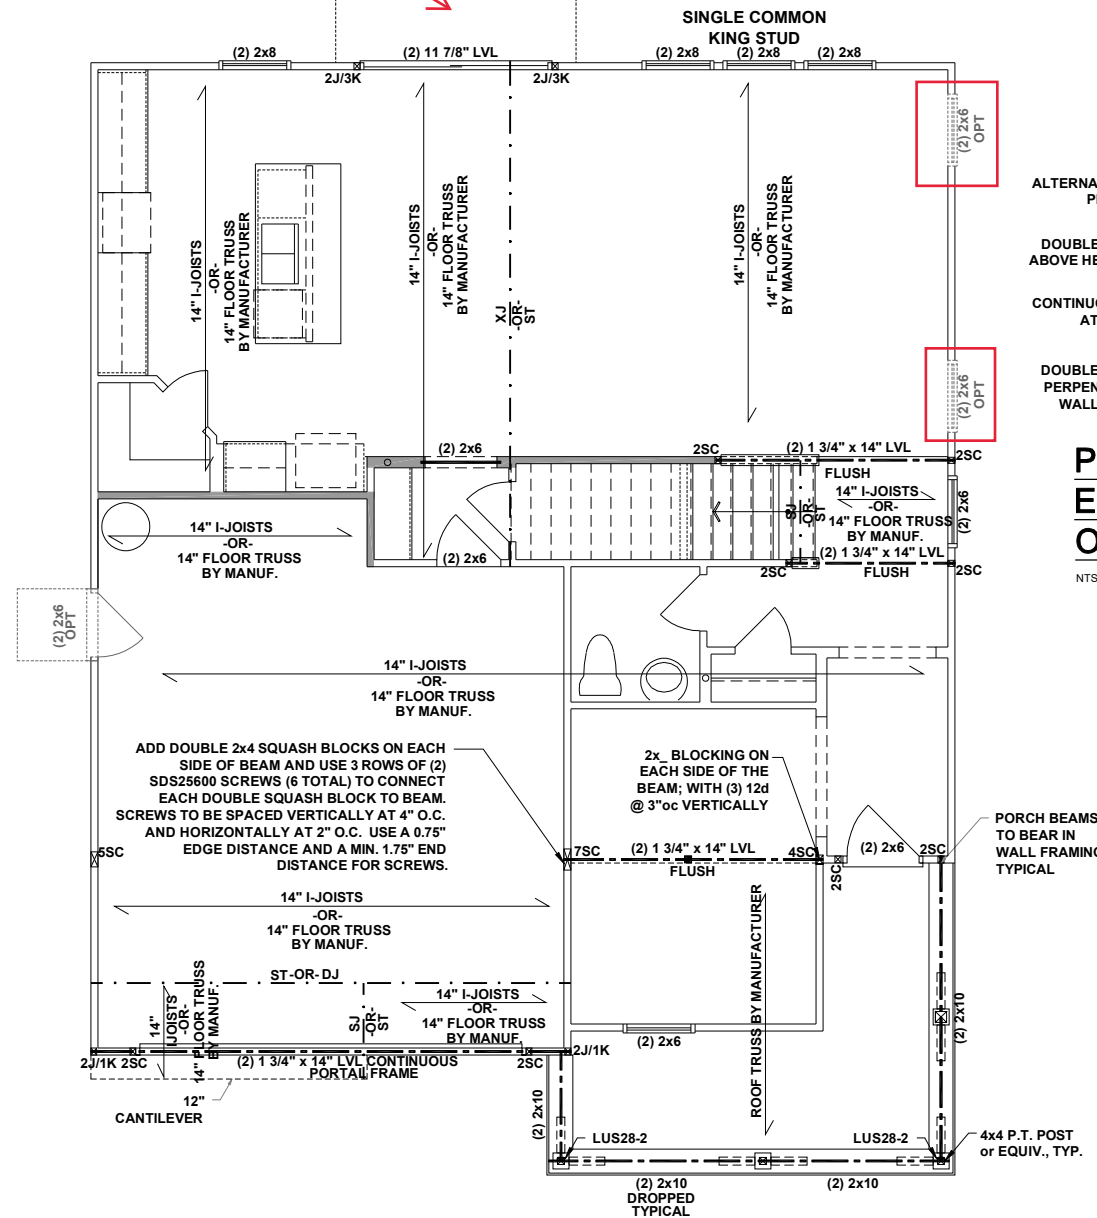 SINGLE COMMON
KING STUD
(2) 2x8
(2) 11 7/8" LVL
(2) 2x8
(2) 2x8
(2) 2x8
2J/3K
2J/3K
(2) 2x6
OPT
14" I-JOISTS
-OR-
14" FLOOR TRUSS
BY MANUFACTURER
14" I-JOISTS
-OR-
14" FLOOR TRUSS
BY MANUFACTURER
XJ
-OR-
ST
14" I-JOISTS
-OR-
14" FLOOR TRUSS
BY MANUFACTURER
ALTERNA
P
DOUBLE
ABOVE HE
CONTINU
AT
DOUBLE
PERPEN
WALL
(2) 2x6
OPT
P
E
O
NTS
(2) 2x6
2SC
(2) 1 3/4" x 14" LVL
2SC
FLUSH
14" I-JOISTS
-OR-
14" FLOOR TRUSS
BY MANUF.
SJ
-OR-
ST
(2) 2x6
(2) 1 3/4" x 14" LVL
2SC
FLUSH
2SC
14" I-JOISTS
-OR-
14" FLOOR TRUSS
BY MANUF.
(2) 2x6
(2) 2x6
OPT
14" I-JOISTS
-OR-
14" FLOOR TRUSS
BY MANUF.
ADD DOUBLE 2x4 SQUASH BLOCKS ON EACH
SIDE OF BEAM AND USE 3 ROWS OF (2)
SDS25600 SCREWS (6 TOTAL) TO CONNECT
EACH DOUBLE SQUASH BLOCK TO BEAM.
SCREWS TO BE SPACED VERTICALLY AT 4" O.C.
AND HORIZONTALLY AT 2" O.C. USE A 0.75"
EDGE DISTANCE AND A MIN. 1.75" END
DISTANCE FOR SCREWS.
2x_ BLOCKING ON
EACH SIDE OF THE
BEAM; WITH (3) 12d
@ 3"oc VERTICALLY
PORCH BEAMS
TO BEAR IN
WALL FRAMING
TYPICAL
5SC
7SC
(2) 1 3/4" x 14" LVL
4SC
FLUSH
2SC
(2) 2x6
2SC
14" I-JOISTS
-OR-
14" FLOOR TRUSS
BY MANUF.
ROOF TRUSS BY MANUFACTURER
ST-OR-DJ
14"
IJOISTS
-OR-
14" FLOOR TRUSS
BY MANUF.
SJ
-OR-
ST
14" I-JOISTS
-OR-
14" FLOOR TRUSS
BY MANUF.
(2) 2x10
(2) 2x6
2J/1K
2SC
(2) 1 3/4" x 14" LVL CONTINUOUS
PORTAL FRAME
2SC
2J/1K
12"
CANTILEVER
(2) 2x10
LUS28-2
LUS28-2
4x4 P.T. POST
or EQUIV., TYP.
(2) 2x10
DROPPED
TYPICAL
(2) 2x10